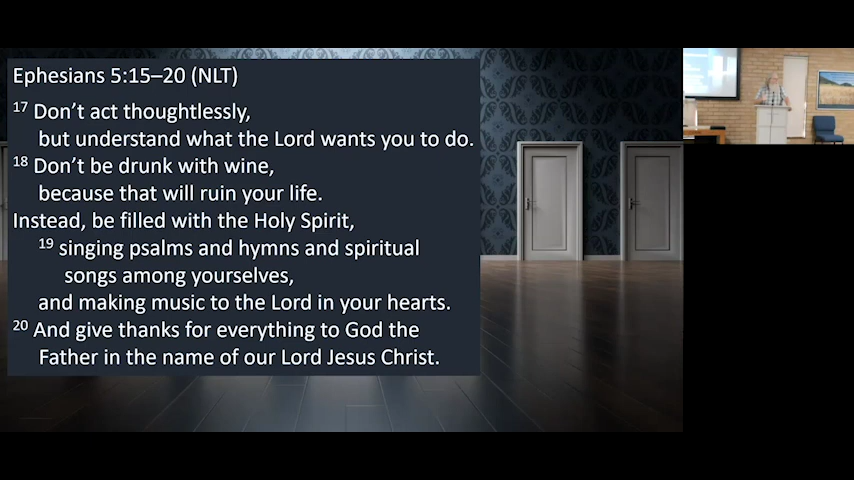 Ephesians 5:15–20 (NLT)
17 Don’t act thoughtlessly,
but understand what the Lord wants you to do.
18 Don’t be drunk with wine,
because that will ruin your life.
Instead, be filled with the Holy Spirit,
19 singing psalms and hymns and spiritual
songs among yourselves,
and making music to the Lord in your hearts.
20 And give thanks for everything to God the
Father in the name of our Lord Jesus Christ.